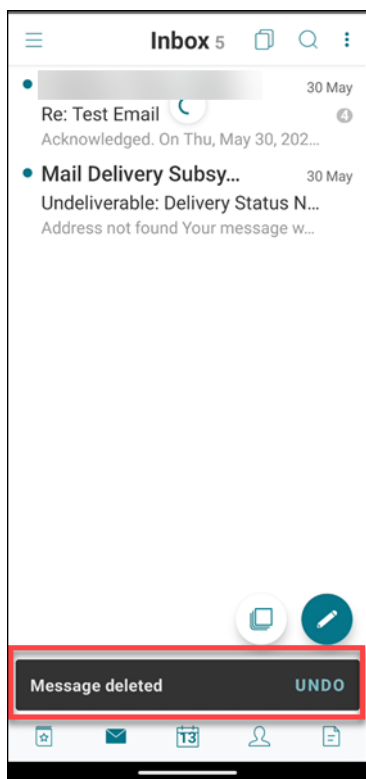 Inbox 5
30 May
Re: Test Email
4
Acknowledged. On Thu, May 30, 202...
Mail Delivery Subsy...
30 May
Undeliverable: Delivery Status N...
Address not found Your message w...
Message deleted
UNDO
13